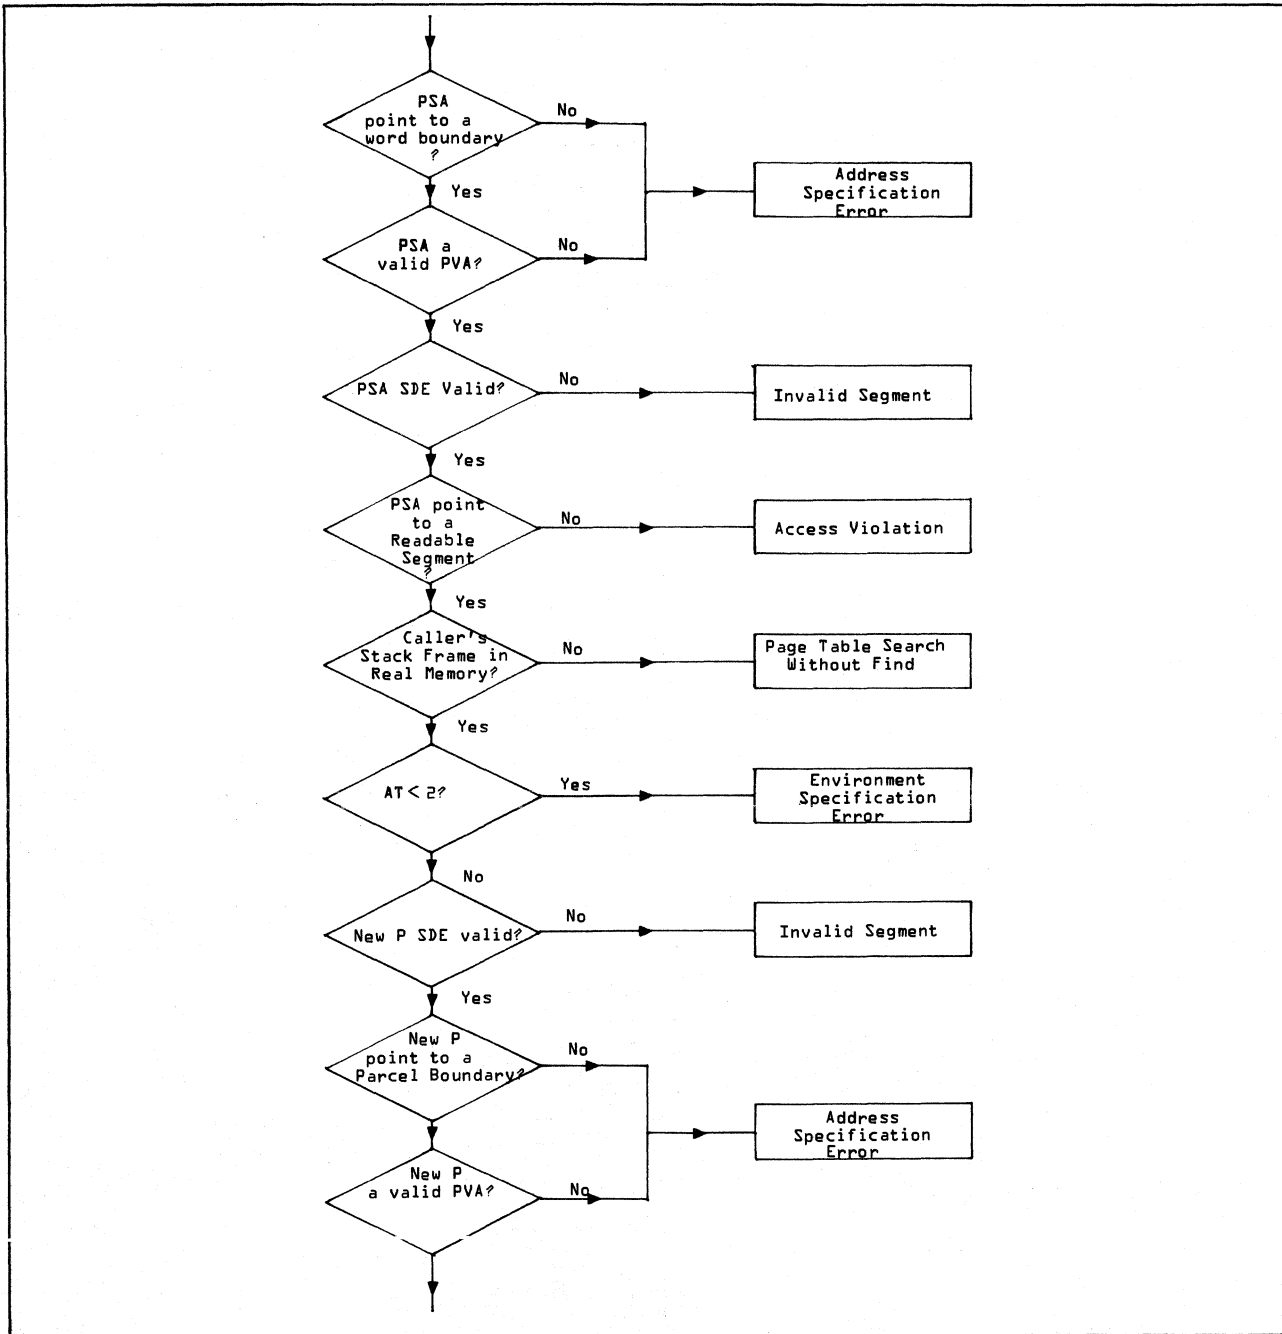 PSA
point to a
word boundary
?
No
Address
Specification
Error
Yes
PSA a
valid PVA?
No
Yes
PSA SDE Valid?
No
Invalid Segment
Yes
PSA point
to a
Readable
Segment
?
No
Access Violation
Yes
Caller's
Stack Frame in
Real Memory?
No
Page Table Search
Without Find
Yes
AT < 2?
Yes
Environment
Specification
Error
No
New P SDE valid?
No
Invalid Segment
Yes
New P
point to a
Parcel Boundary?
No
Address
Specification
Error
New P
a valid PVA?
No